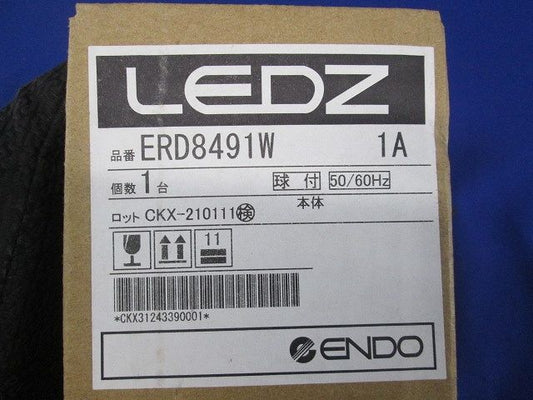 LEDZ
品番 ERD8491W 1A
個数 1 台 球付 50/60Hz
本体
ロット CKX-210111 検
11
*CKX31243390001*
ENDO